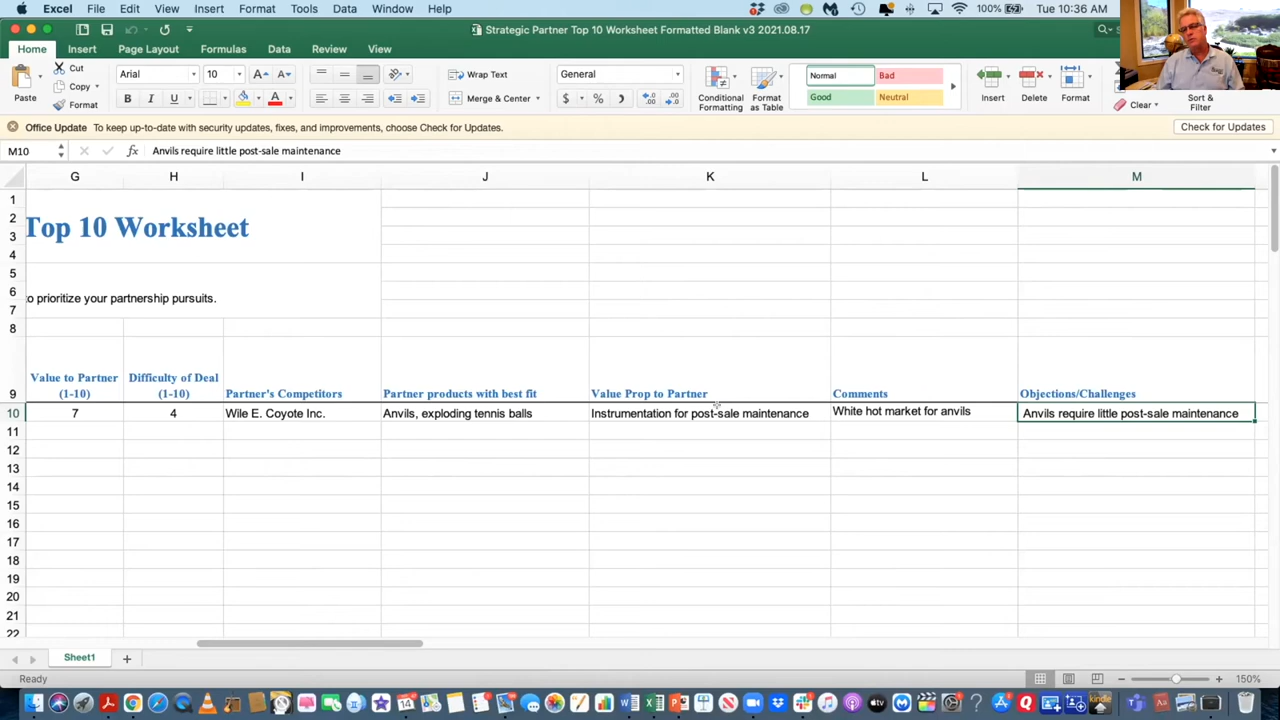 Excel File Edit View Insert Format Tools Data Window Help 100% Tue 10:36 AM
Strategic Partner Top 10 Worksheet Formatted Blank v3 2021.08.17
Home Insert Page Layout Formulas Data Review View
Paste Cut Copy Format
Arial 10 A A
B I U A
Wrap Text
Merge & Center
General
$ % )
Conditional Formatting
Format as Table
Normal Bad
Good Neutral
Insert Delete Format
Clear
Sort & Filter
Office Update To keep up-to-date with security updates, fixes, and improvements, choose Check for Updates. Check for Updates
M10 fx Anvils require little post-sale maintenance
G H I J K L M
1
2
Top 10 Worksheet
3
4
5
6
to prioritize your partnership pursuits.
7
8
Value to Partner (1-10) Difficulty of Deal (1-10)
9 Partner's Competitors Partner products with best fit Value Prop to Partner Comments Objections/Challenges
10 7 4 Wile E. Coyote Inc. Anvils, exploding tennis balls Instrumentation for post-sale maintenance White hot market for anvils Anvils require little post-sale maintenance
11
12
13
14
15
16
17
18
19
20
21
22
Sheet1 +
Ready 150%